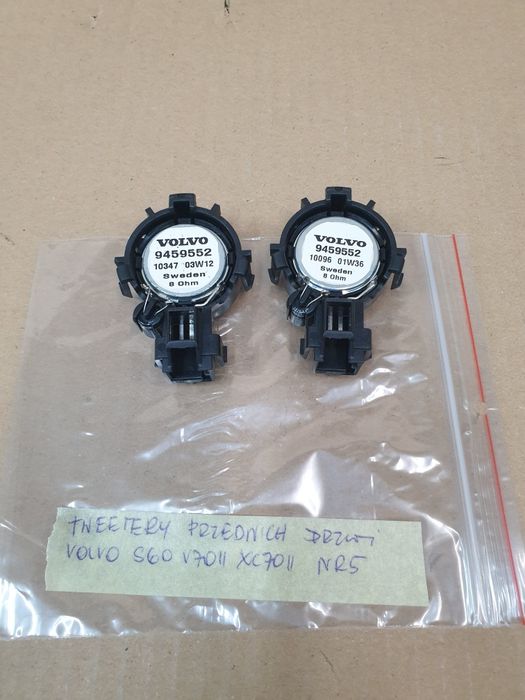 VOLVO
9459552
10347 03W12
Sweden
8 Ohm
VOLVO
9459552
10096 01W36
Sweden
8 Ohm
TWEETERY PRZEDNICH DRZWI
VOLVO S60 V70II XC70II NR5